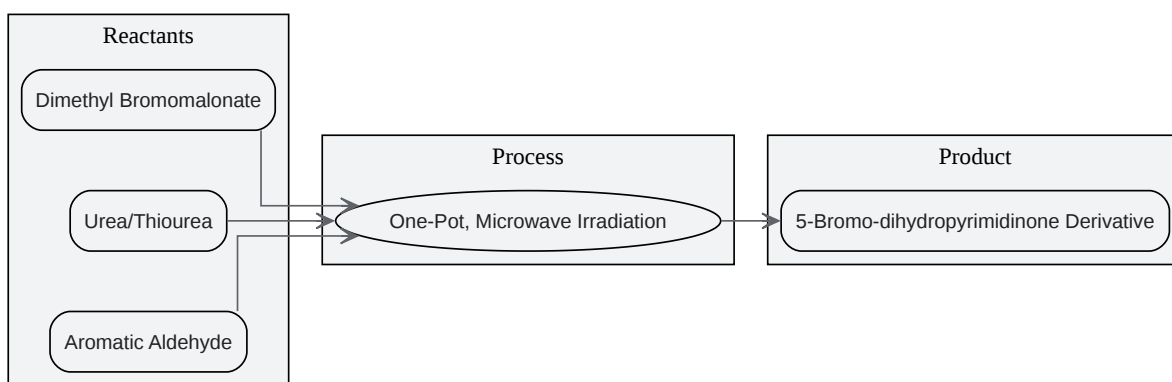 Reactants
Dimethyl Bromomalonate
Urea/Thiourea
Aromatic Aldehyde
Process
One-Pot, Microwave Irradiation
Product
5-Bromo-dihydropyrimidinone Derivative